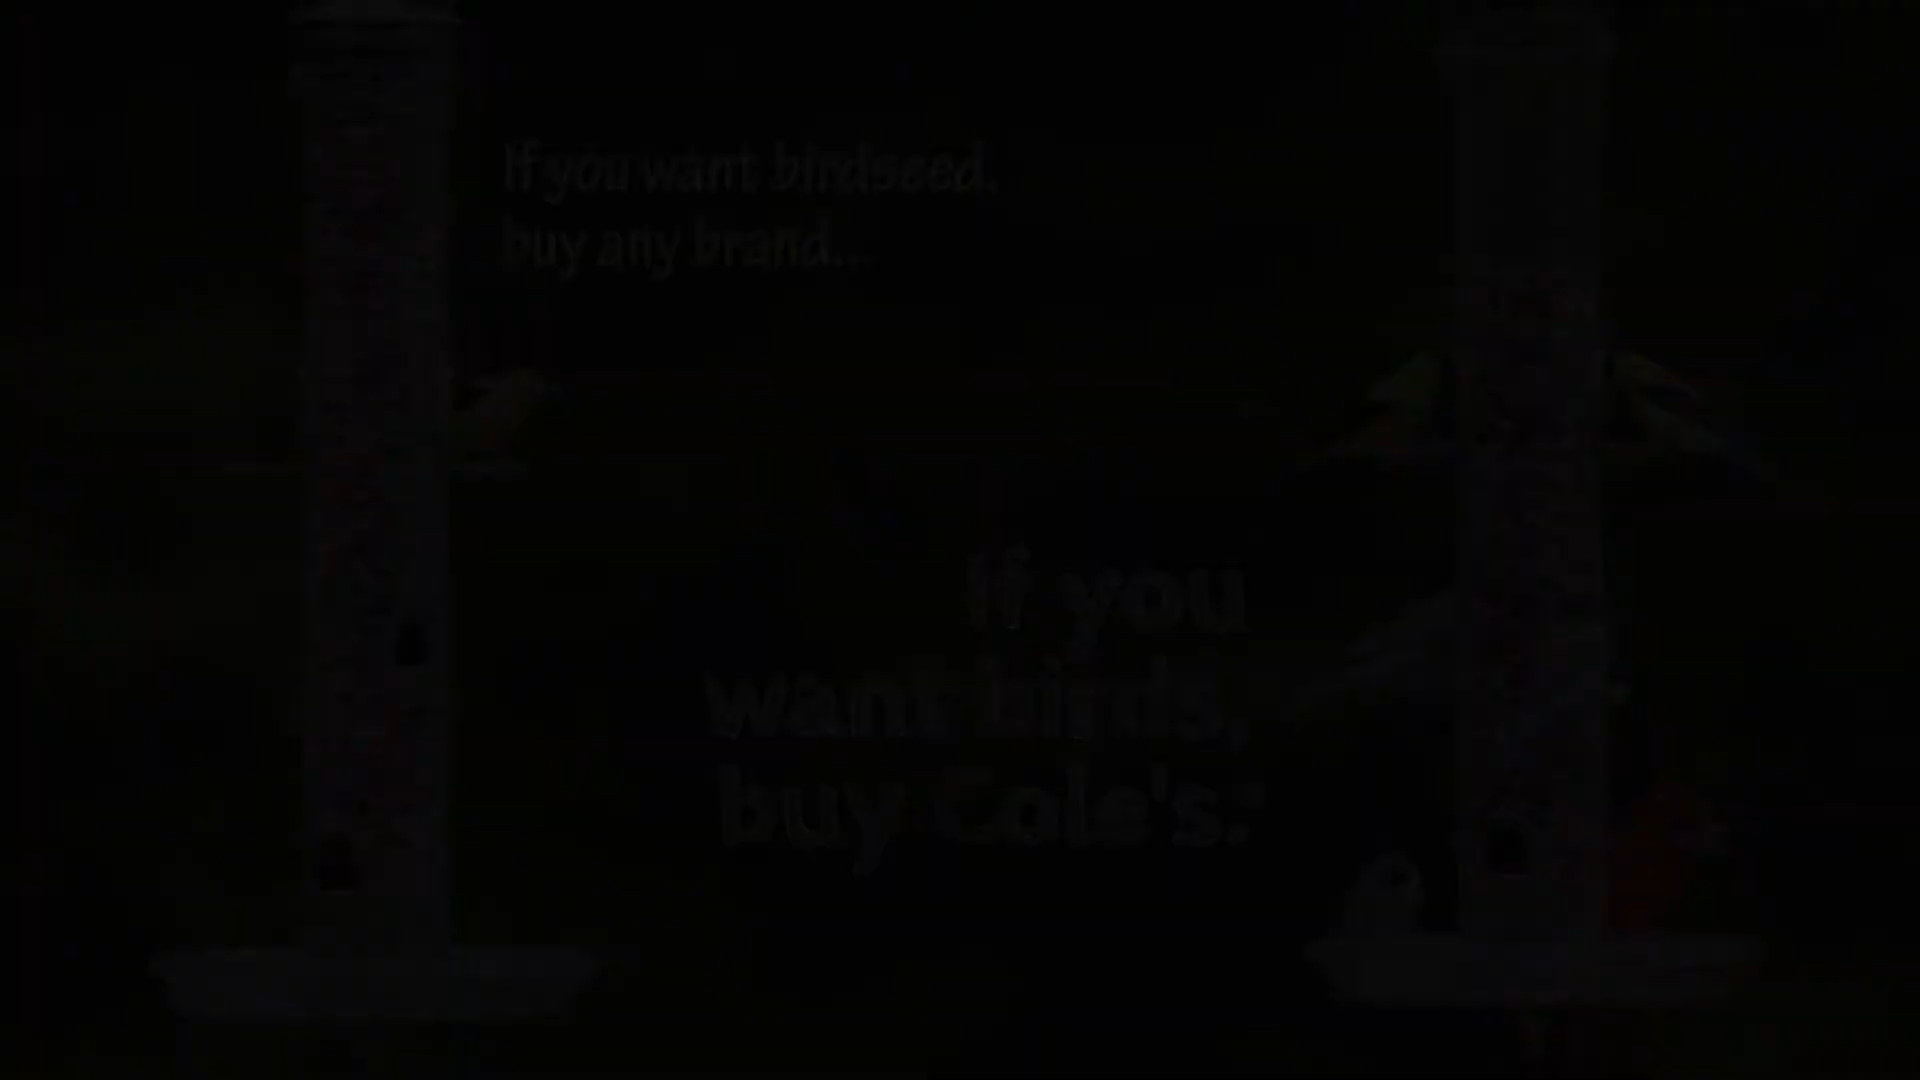 If you want birdseed,
buy any brand...
If you
want birds,
buy Cole's.